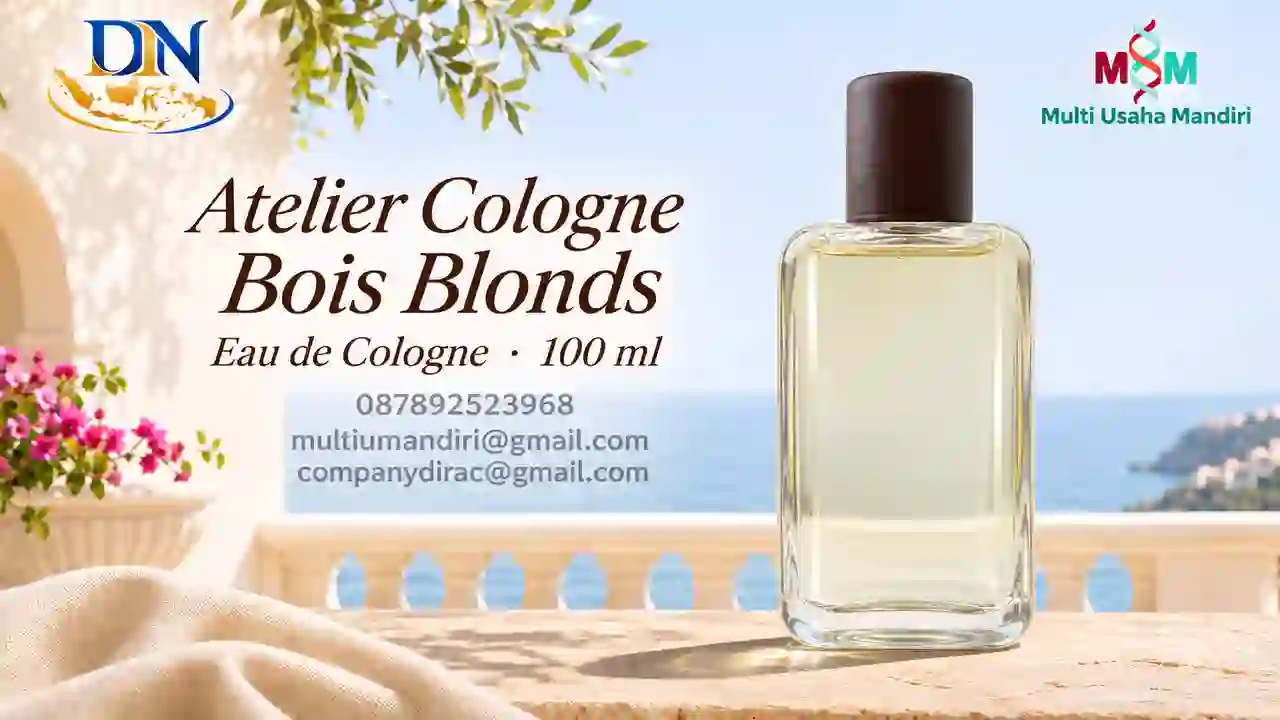 DN
MSM
Multi Usaha Mandiri
Atelier Cologne
Bois Blonds
Eau de Cologne · 100 ml
087892523968
multiumandiri@gmail.com
companydirac@gmail.com